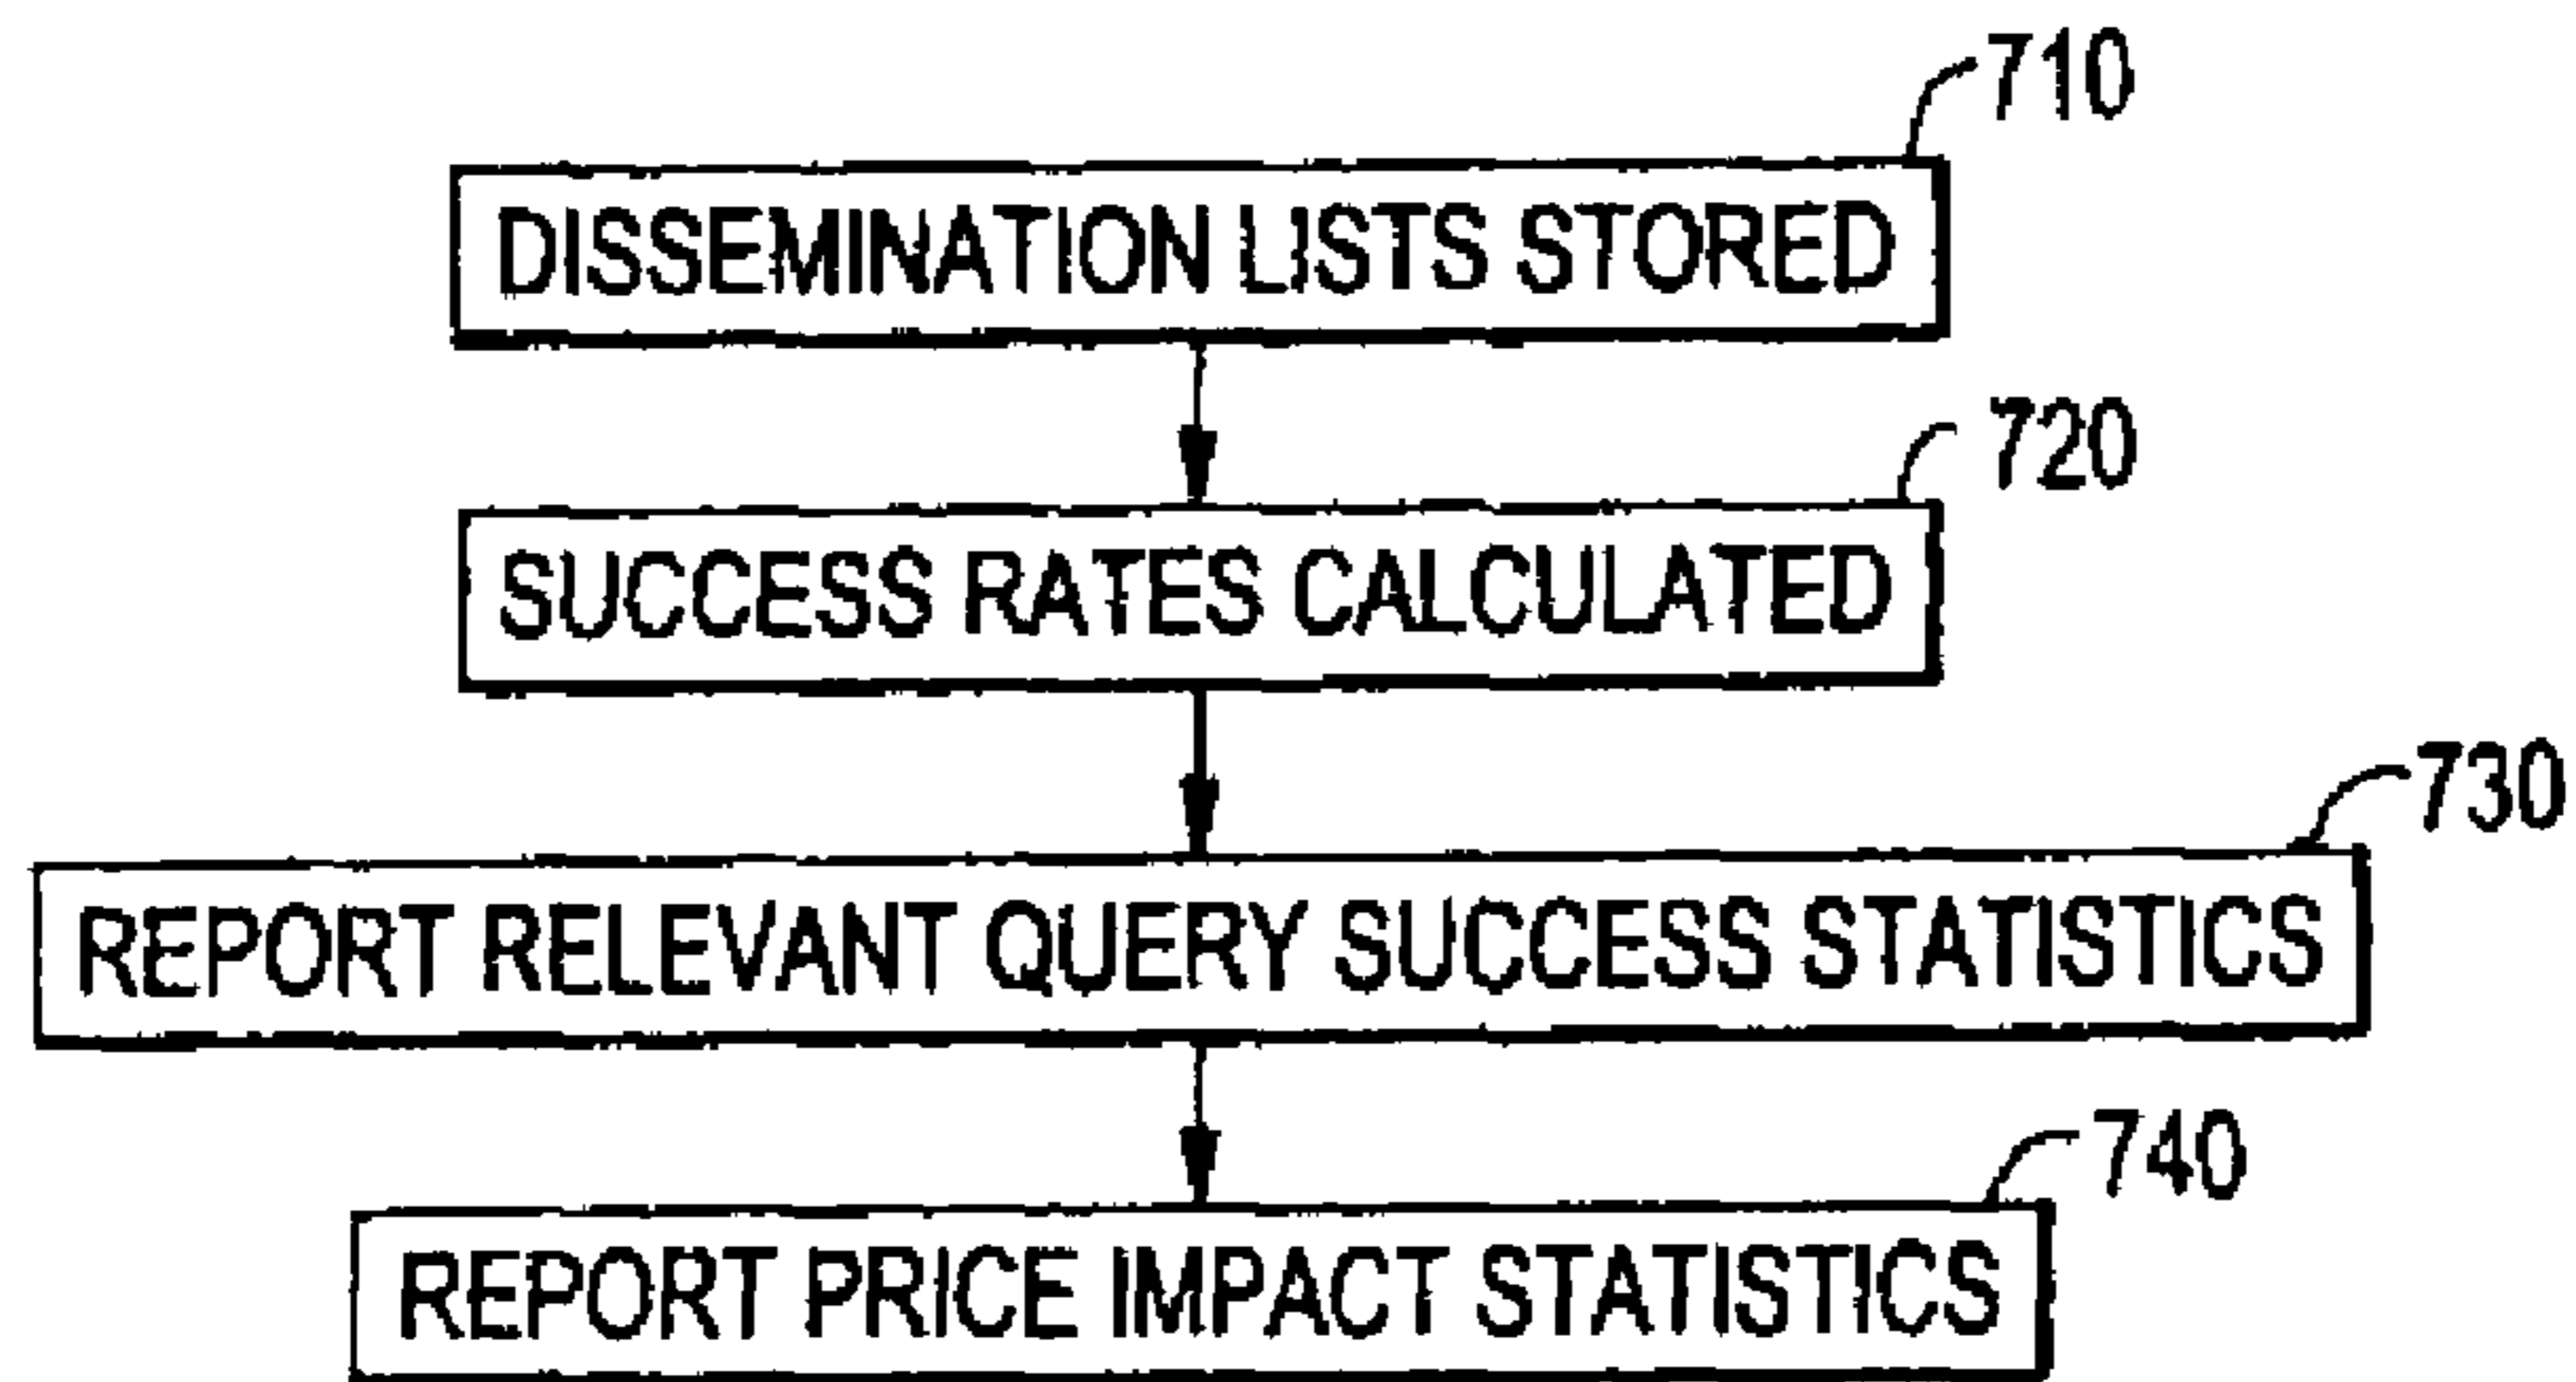 710
DISSEMINATION LISTS STORED
720
SUCCESS RATES CALCULATED
730
REPORT RELEVANT QUERY SUCCESS STATISTICS
740
REPORT PRICE IMPACT STATISTICS